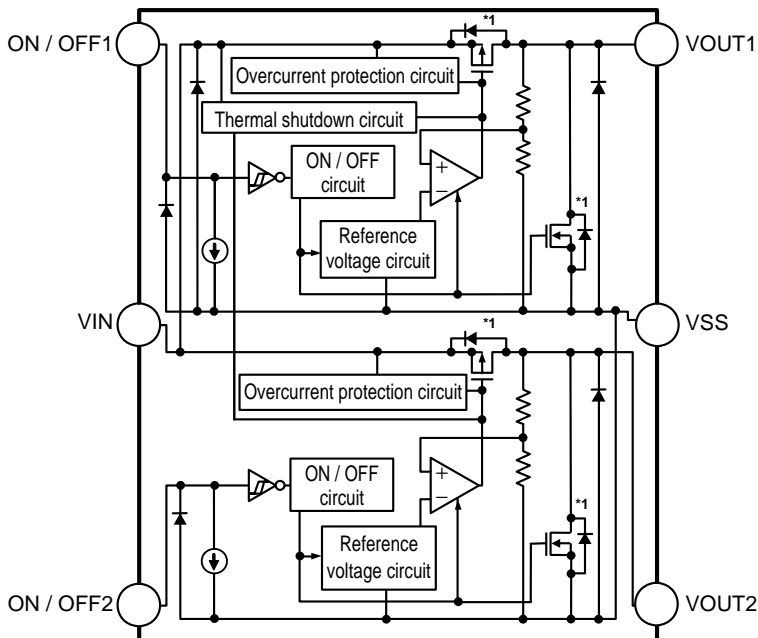 *1
ON / OFF1
VOUT1
Overcurrent protection circuit
Thermal shutdown circuit
ON / OFF
circuit
+
−
*1
Reference
voltage circuit
VIN
VSS
*1
Overcurrent protection circuit
ON / OFF
circuit
+
−
*1
Reference
voltage circuit
ON / OFF2
VOUT2